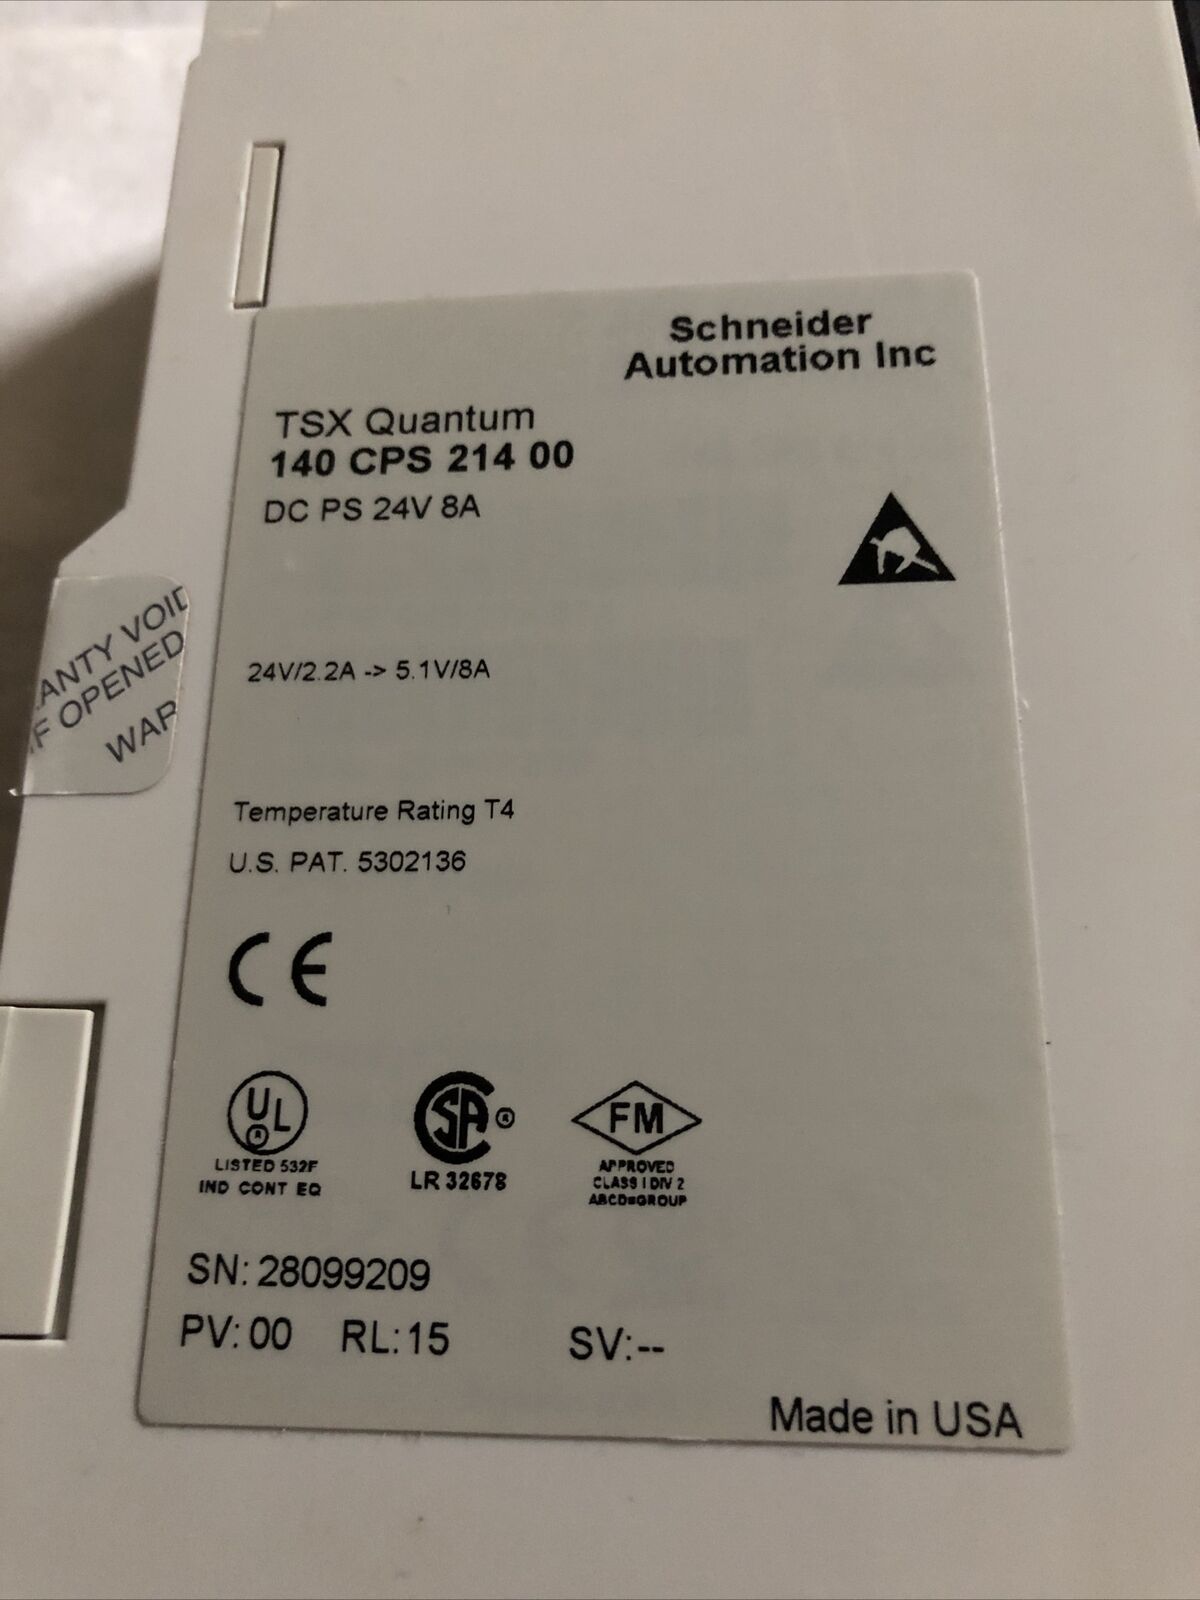 Schneider
Automation Inc
TSX Quantum
140 CPS 214 00
DC PS 24V 8A
24V/2.2A -> 5.1V/8A
Temperature Rating T4
U.S. PAT. 5302136
CE
UL ®
LISTED 532F
IND CONT EQ
SA ®
LR 32678
FM
APPROVED
CLASS I DIV 2
ABCD=GROUP
SN: 28099209
PV: 00 RL: 15 SV:--
Made in USA
ANTY VOID
F OPENED
WAR